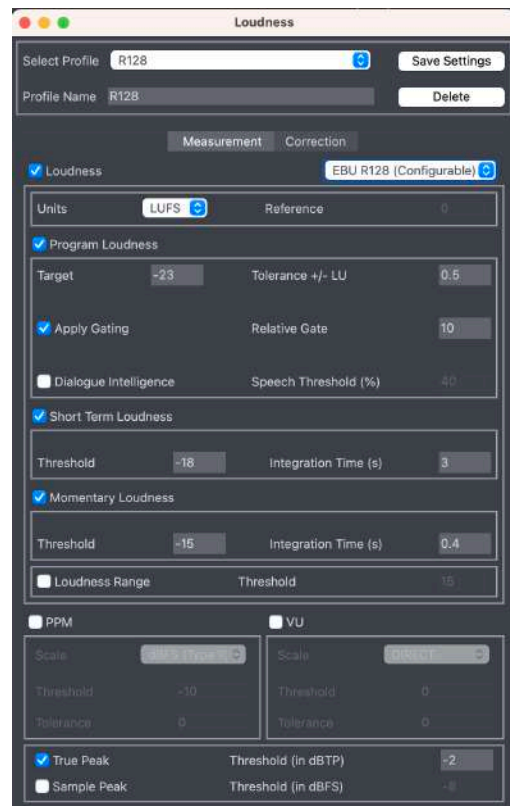 Loudness
Select Profile R128 Save Settings
Profile Name R128 Delete
Measurement Correction
Loudness EBU R128 (Configurable)
Units LUFS Reference 0
Program Loudness
Target -23 Tolerance +/- LU 0.5
Apply Gating Relative Gate 10
Dialogue Intelligence Speech Threshold (%) 40
Short Term Loudness
Threshold -18 Integration Time (s) 3
Momentary Loudness
Threshold -15 Integration Time (s) 0.4
Loudness Range Threshold 15
PPM VU
Scale Scale DIRECT
Threshold -10 Threshold 0
Tolerance 0 Tolerance 0
True Peak Threshold (in dBTP) -2
Sample Peak Threshold (in dBFS)